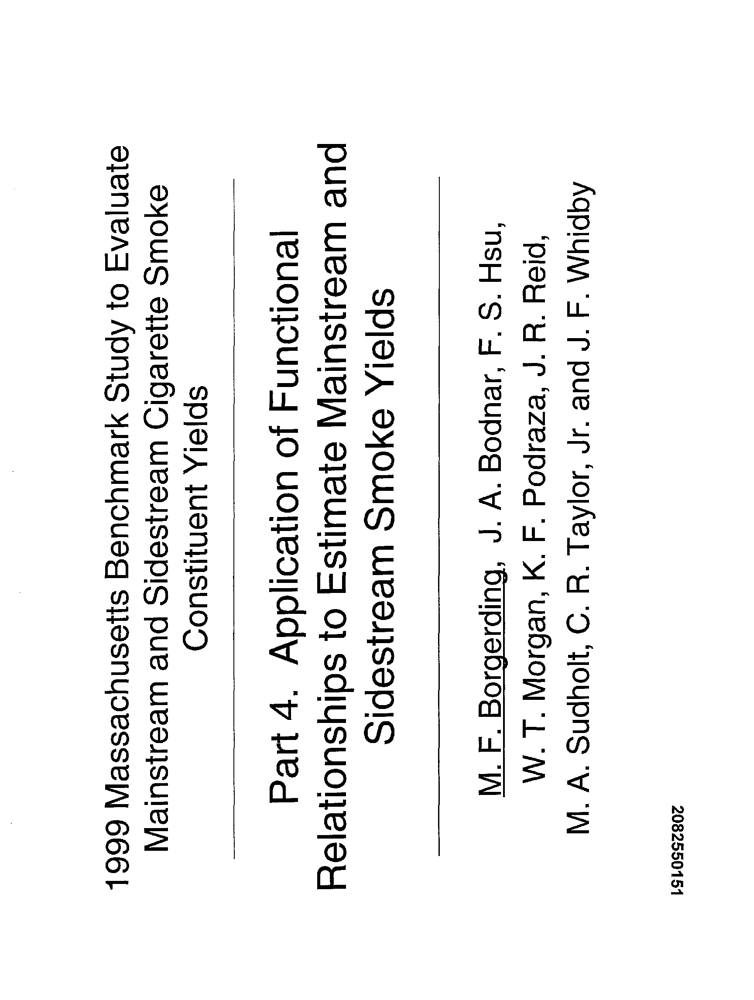 1999 Massachusetts Benchmark Study to Evaluate
Mainstream and Sidestream Cigarette Smoke
Constituent Yields
Part 4. Application of Functional
Relationships to Estimate Mainstream and
Sidestream Smoke Yields
M. F. Borgerding, J. A. Bodnar, F. S. Hsu,
W. T. Morgan, K. F. Podraza, J. R. Reid,
M. A. Sudholt, C. R. Taylor, Jr. and J. F. Whidby
2082550151